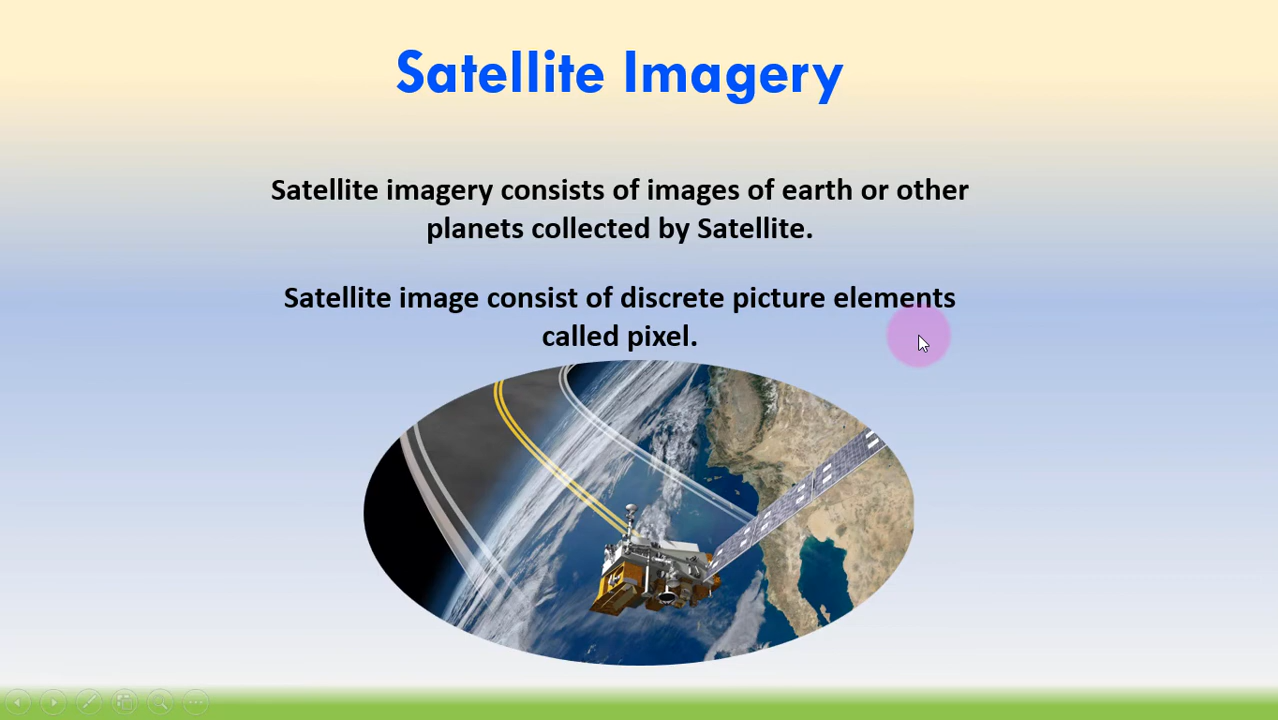 Satellite Imagery
Satellite imagery consists of images of earth or other
planets collected by Satellite.
Satellite image consist of discrete picture elements
called pixel.